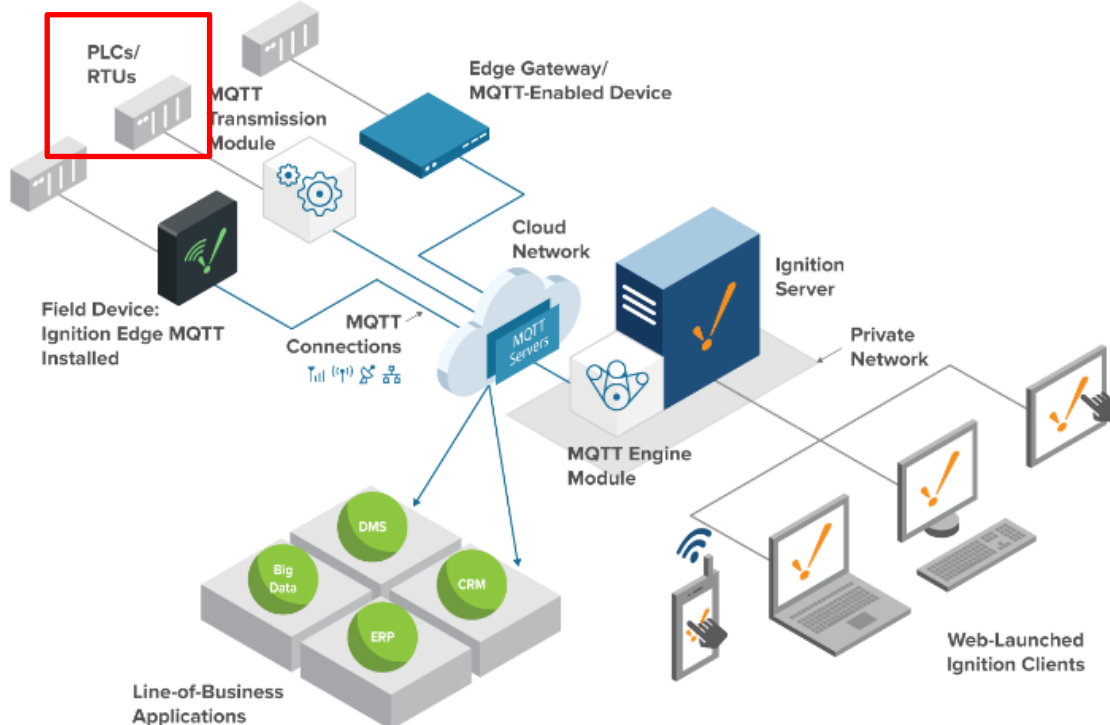 PLCs/
RTUs
MQTT
Transmission
Module
Edge Gateway/
MQTT-Enabled Device
Cloud
Network
Ignition
Server
Field Device:
Ignition Edge MQTT
Installed
MQTT
Connections
MQTT
Servers
Private
Network
MQTT Engine
Module
DMS
Big
Data
CRM
ERP
Line-of-Business
Applications
Web-Launched
Ignition Clients